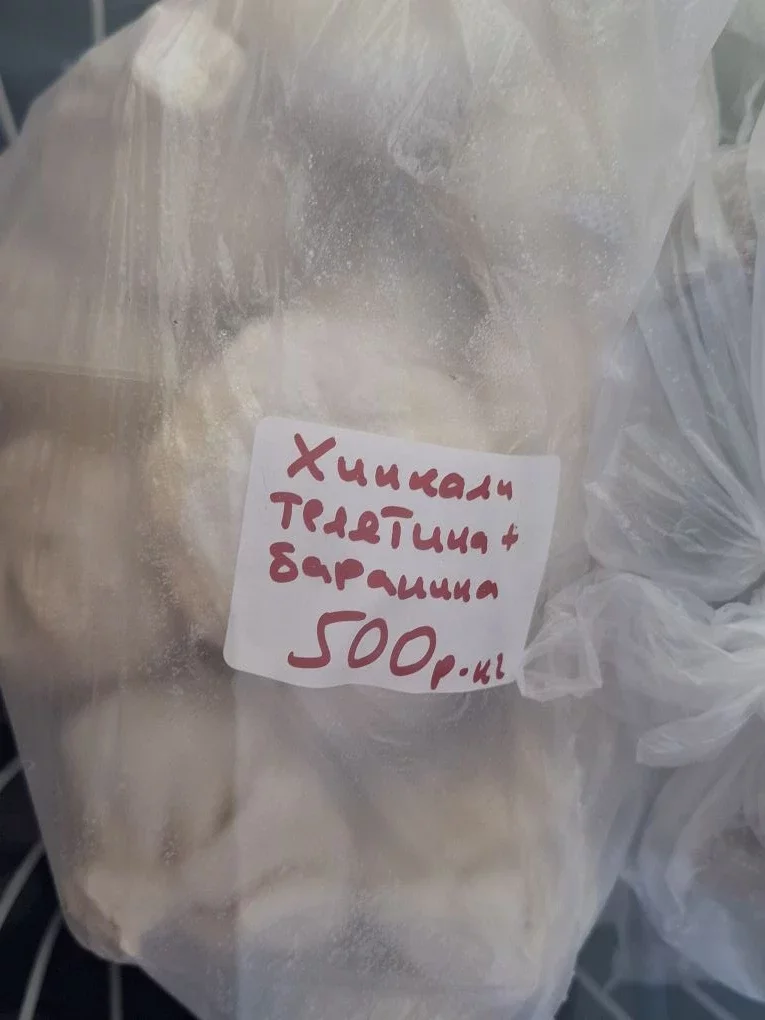 Хинкали
телятина +
баранина
500р.кг